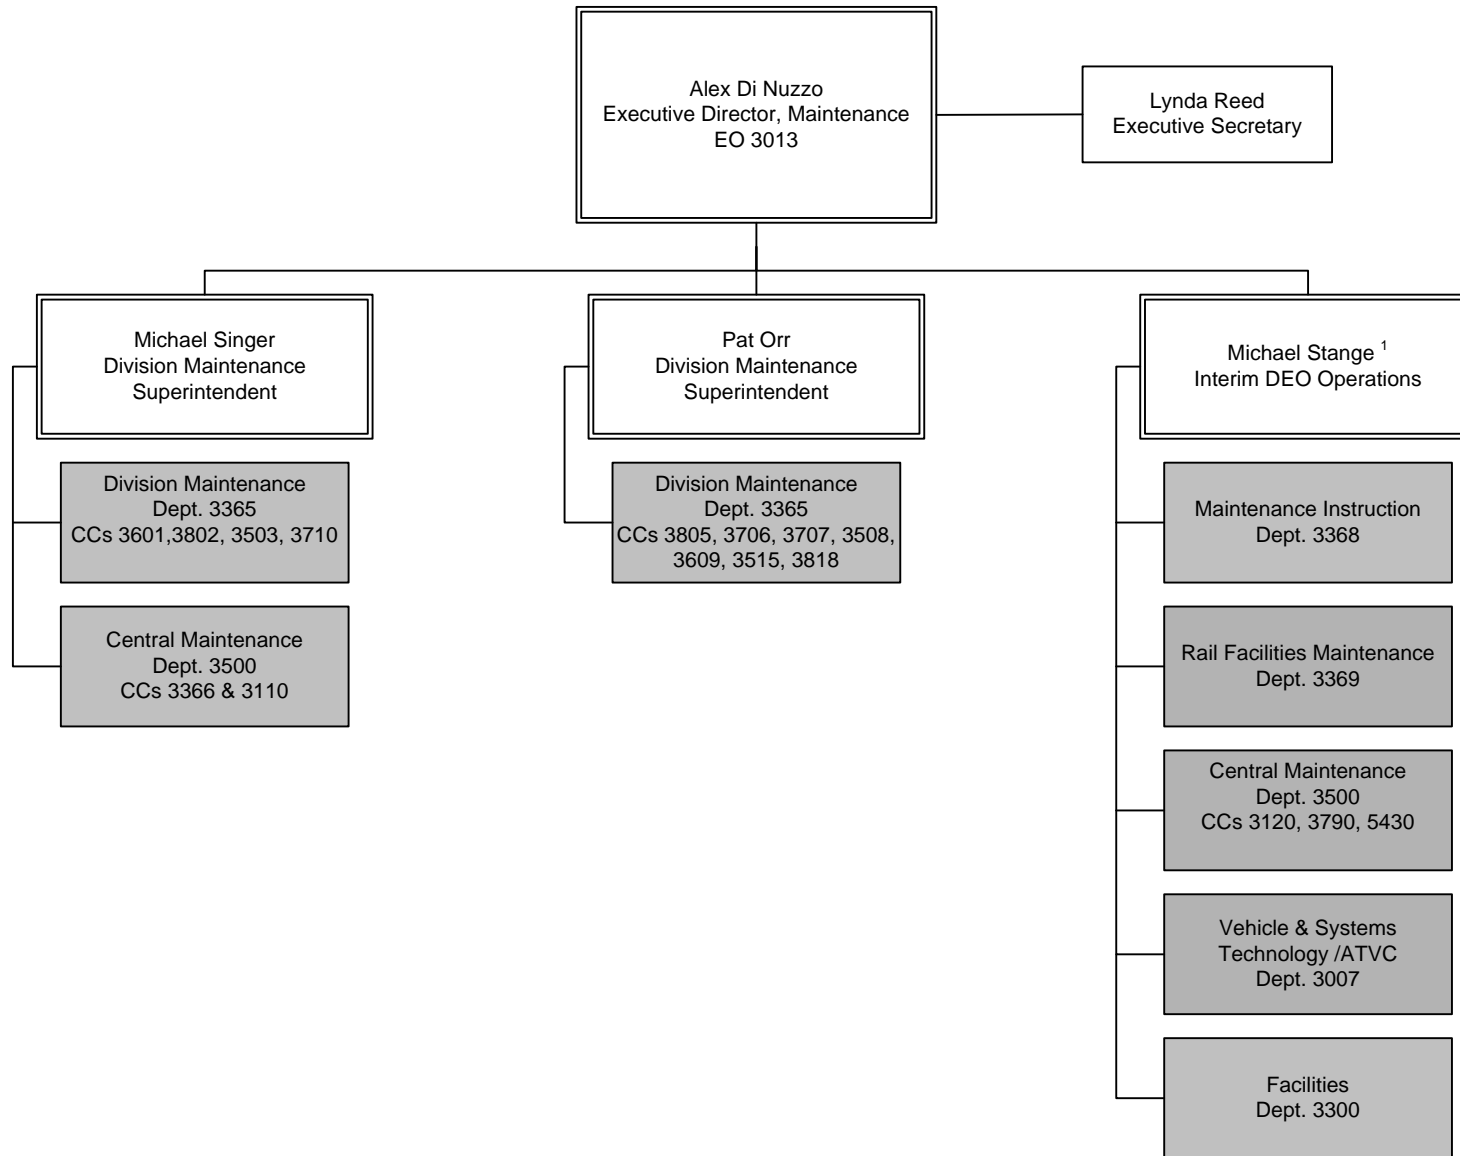 Alex Di Nuzzo
Executive Director, Maintenance
EO 3013
Lynda Reed
Executive Secretary
Michael Singer
Division Maintenance
Superintendent
Division Maintenance
Dept. 3365
CCs 3601,3802, 3503, 3710
Central Maintenance
Dept. 3500
CCs 3366 & 3110
Pat Orr
Division Maintenance
Superintendent
Division Maintenance
Dept. 3365
CCs 3805, 3706, 3707, 3508,
3609, 3515, 3818
Michael Stange ¹
Interim DEO Operations
Maintenance Instruction
Dept. 3368
Rail Facilities Maintenance
Dept. 3369
Central Maintenance
Dept. 3500
CCs 3120, 3790, 5430
Vehicle & Systems
Technology /ATVC
Dept. 3007
Facilities
Dept. 3300